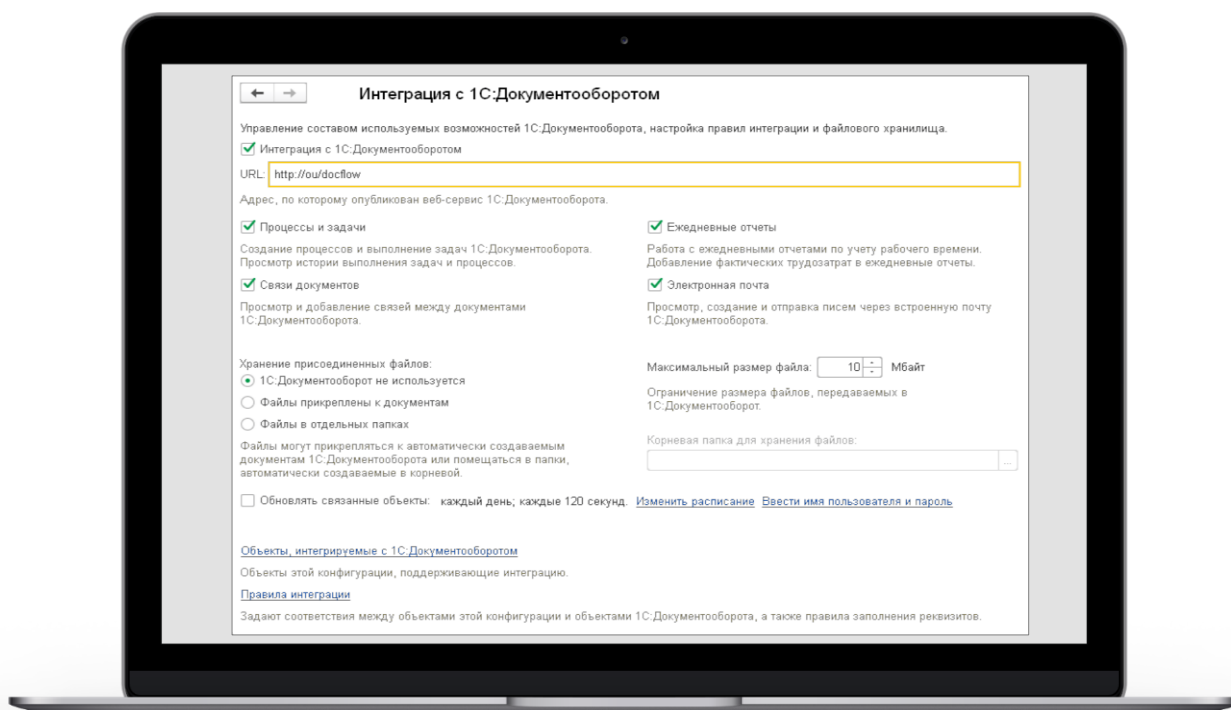 Интеграция с 1С:Документооборотом
Управление составом используемых возможностей 1С:Документооборота, настройка правил интеграции и файлового хранилища.
Интеграция с 1С:Документооборотом
URL: http://ou/docflow
Адрес, по которому опубликован веб-сервис 1С:Документооборота.
Процессы и задачи
Создание процессов и выполнение задач 1С:Документооборота.
Просмотр истории выполнения задач и процессов.
Связи документов
Просмотр и добавление связей между документами
1С:Документооборота.
Ежедневные отчеты
Работа с ежедневными отчетами по учету рабочего времени.
Добавление фактических трудозатрат в ежедневные отчеты.
Электронная почта
Просмотр, создание и отправка писем через встроенную почту
1С:Документооборота.
Хранение присоединенных файлов:
1С:Документооборот не используется
Файлы прикреплены к документам
Файлы в отдельных папках
Файлы могут прикрепляться к автоматически создаваемым
документам 1С:Документооборота или помещаться в папки,
автоматически создаваемые в корневой.
Максимальный размер файла: 10 Мбайт
Ограничение размера файлов, передаваемых в
1С:Документооборот.
Корневая папка для хранения файлов:
...
Обновлять связанные объекты: каждый день; каждые 120 секунд. Изменить расписание Ввести имя пользователя и пароль
Объекты, интегрируемые с 1С:Документооборотом
Объекты этой конфигурации, поддерживающие интеграцию.
Правила интеграции
Задают соответствия между объектами этой конфигурации и объектами 1С:Документооборота, а также правила заполнения реквизитов.